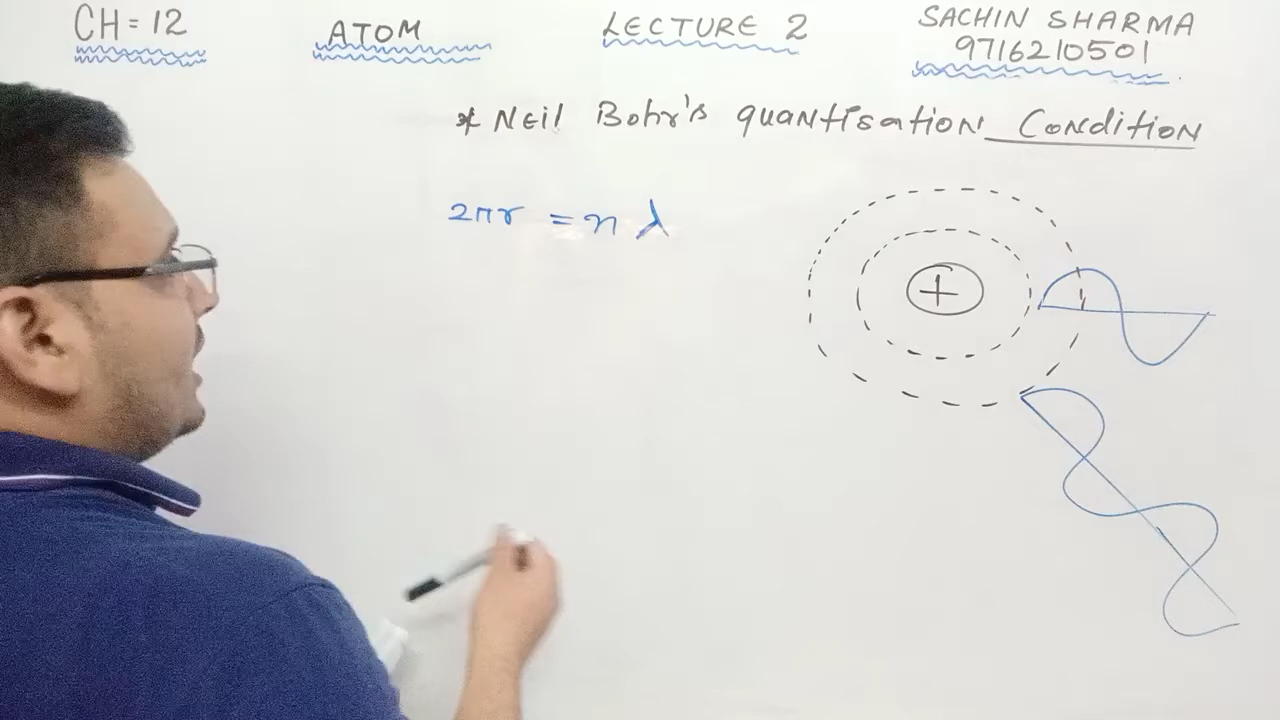 CH = 12
ATOM
LECTURE 2
SACHIN SHARMA
9716210501
* NEil Bohr's quantisation Condition
2πr = n λ
+